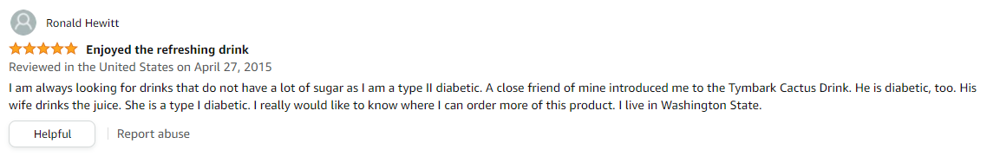 Ronald Hewitt
Enjoyed the refreshing drink
Reviewed in the United States on April 27, 2015
I am always looking for drinks that do not have a lot of sugar as I am a type II diabetic. A close friend of mine introduced me to the Tymbark Cactus Drink. He is diabetic, too. His
wife drinks the juice. She is a type I diabetic. I really would like to know where I can order more of this product. I live in Washington State.
Helpful Report abuse